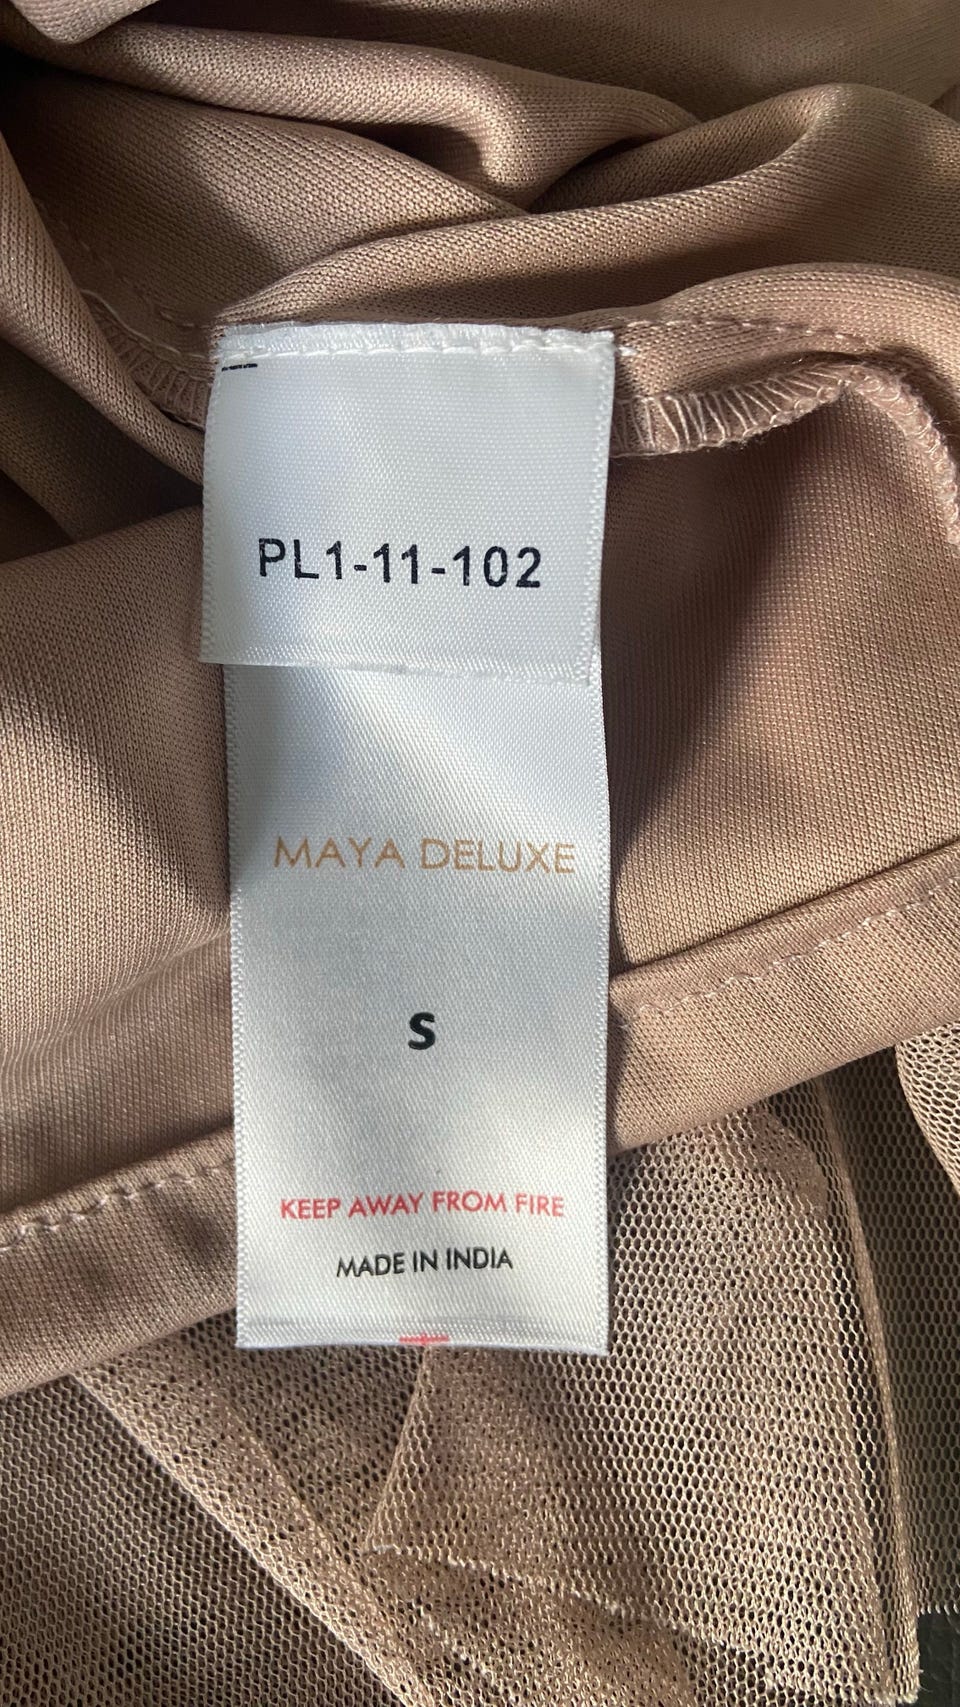 PL1-11-102
MAYA DELUXE
S
KEEP AWAY FROM FIRE
MADE IN INDIA